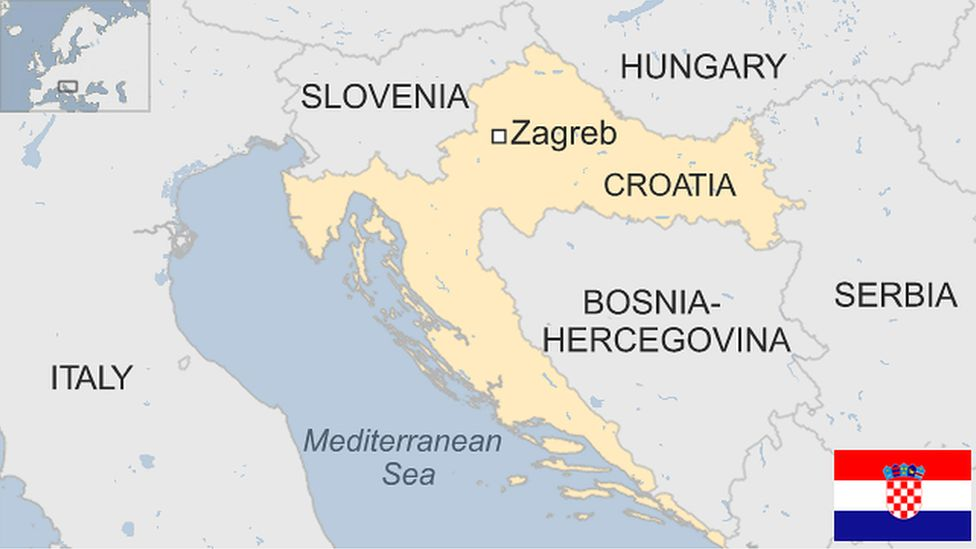 HUNGARY
SLOVENIA
Zagreb
CROATIA
BOSNIA-
HERCEGOVINA
SERBIA
ITALY
Mediterranean
Sea